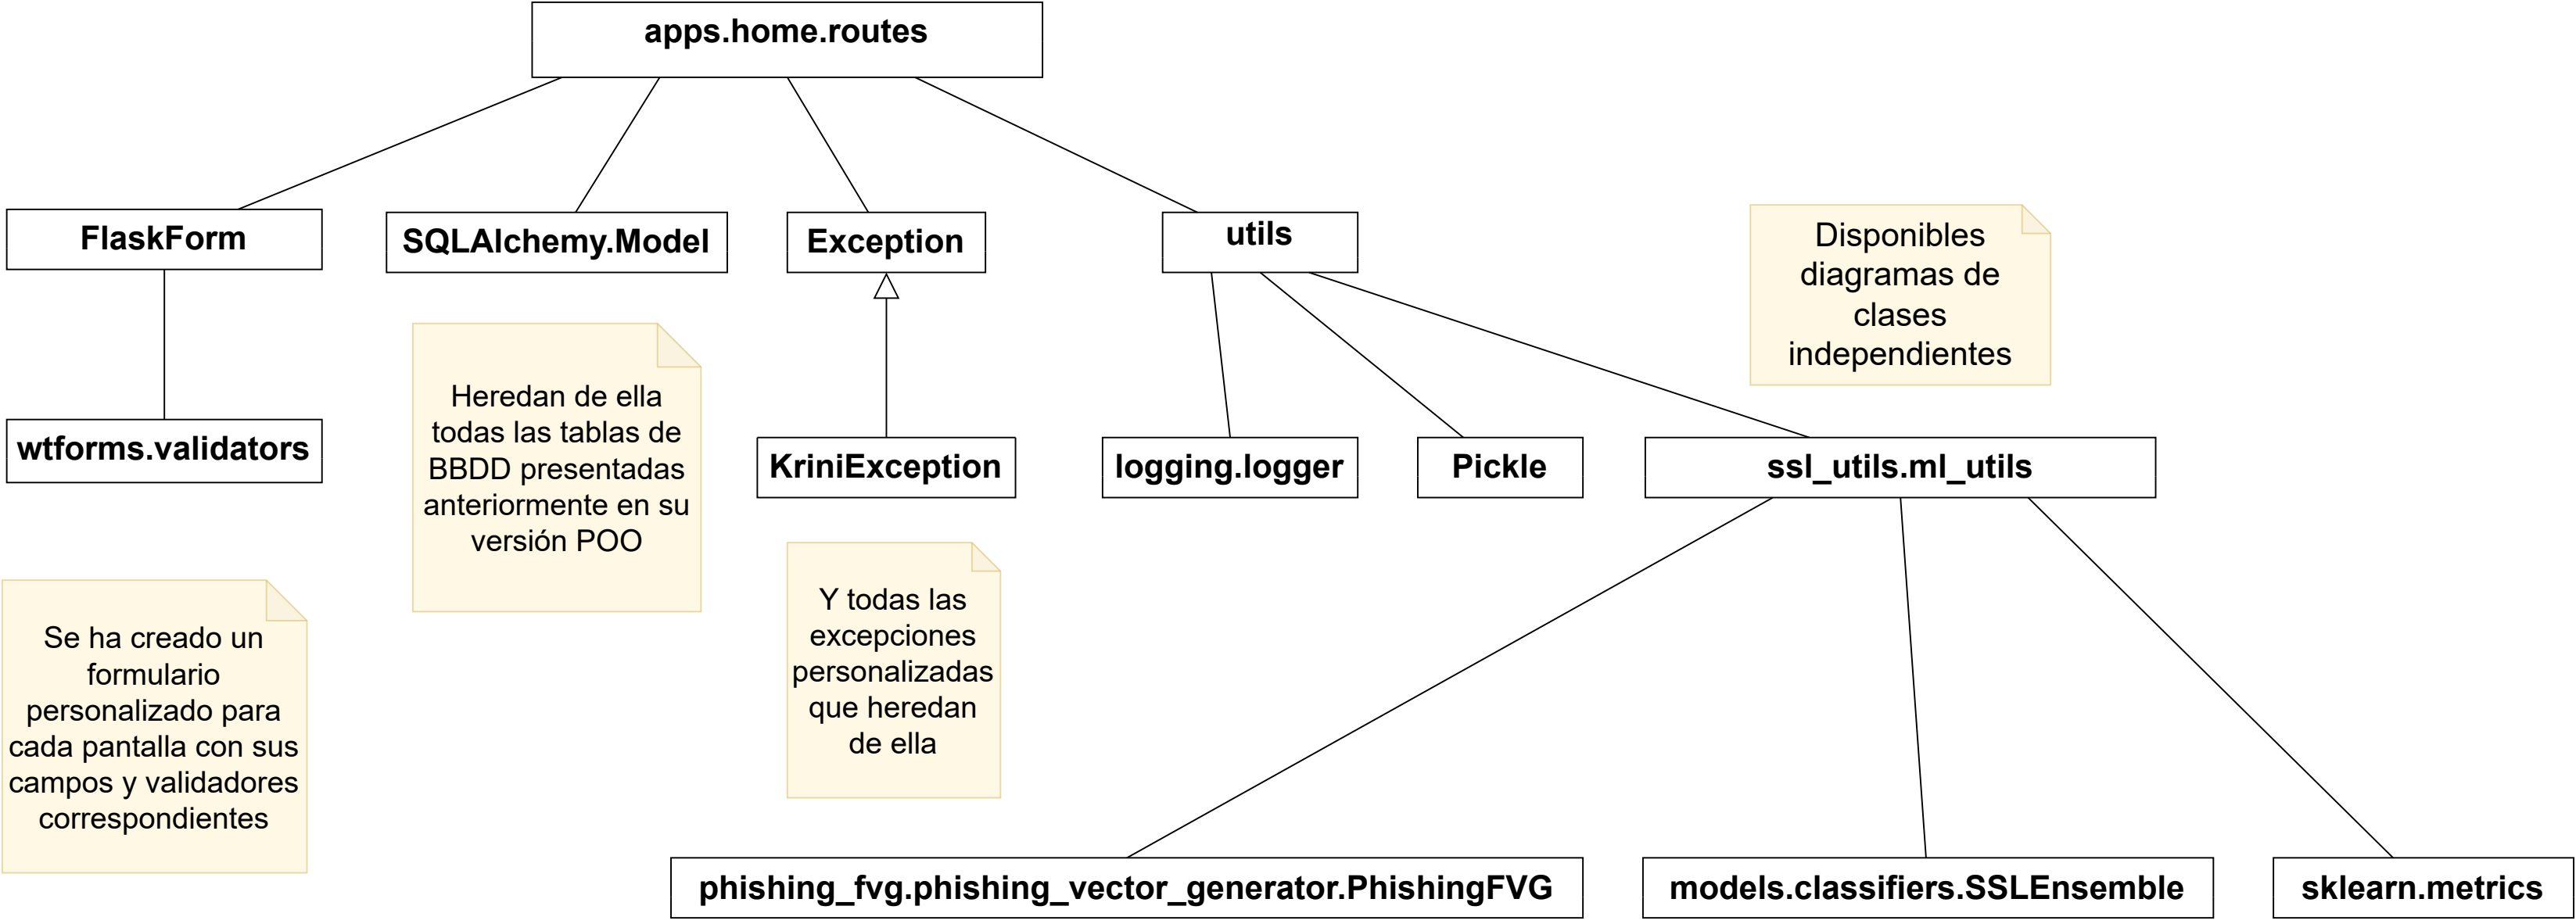 apps.home.routes
FlaskForm
SQLAlchemy.Model
Exception
utils
Disponibles
diagramas de
clases
independientes
Heredan de ella
todas las tablas de
BBDD presentadas
anteriormente en su
versión POO
wtforms.validators
KriniException
logging.logger
Pickle
ssl_utils.ml_utils
Se ha creado un
formulario
personalizado para
cada pantalla con sus
campos y validadores
correspondientes
Y todas las
excepciones
personalizadas
que heredan
de ella
phishing_fvg.phishing_vector_generator.PhishingFVG
models.classifiers.SSLEnsemble
sklearn.metrics